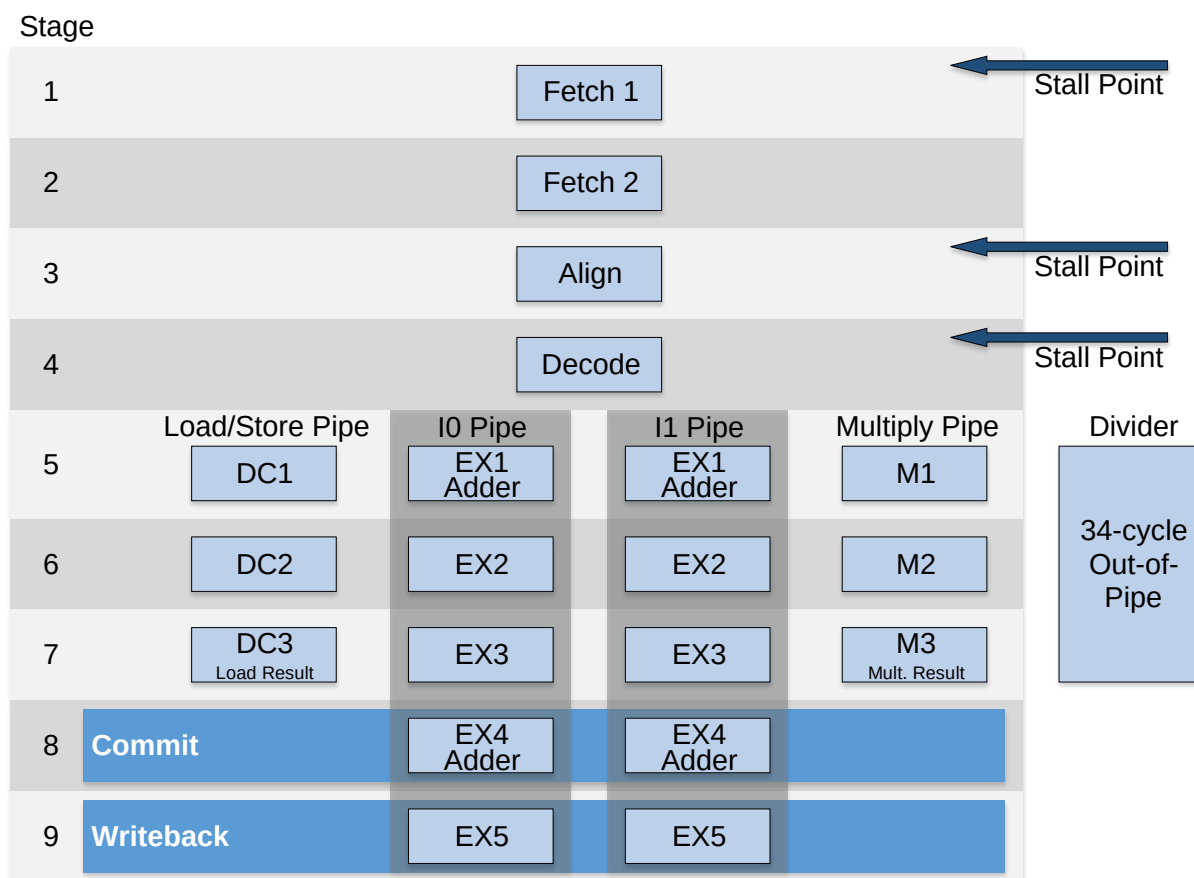 Stage
1
Fetch 1
Stall Point
2
Fetch 2
3
Align
Stall Point
4
Decode
Stall Point
Load/Store Pipe
I0 Pipe
I1 Pipe
Multiply Pipe
Divider
5
DC1
EX1
Adder
EX1
Adder
M1
6
DC2
EX2
EX2
M2
34-cycle
Out-of-
Pipe
7
DC3
Load Result
EX3
EX3
M3
Mult. Result
8
Commit
EX4
Adder
EX4
Adder
9
Writeback
EX5
EX5